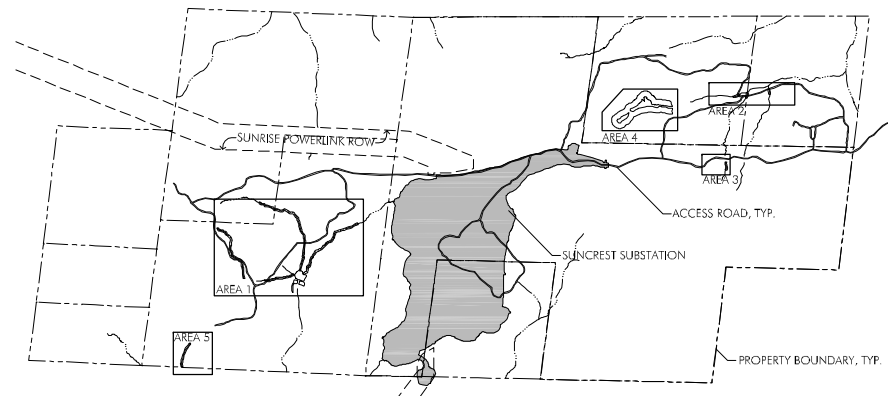 AREA 2
SUNRISE POWERLINK ROW
AREA 4
AREA 3
ACCESS ROAD, TYP.
SUNCREST SUBSTATION
AREA 1
AREA 5
PROPERTY BOUNDARY, TYP.